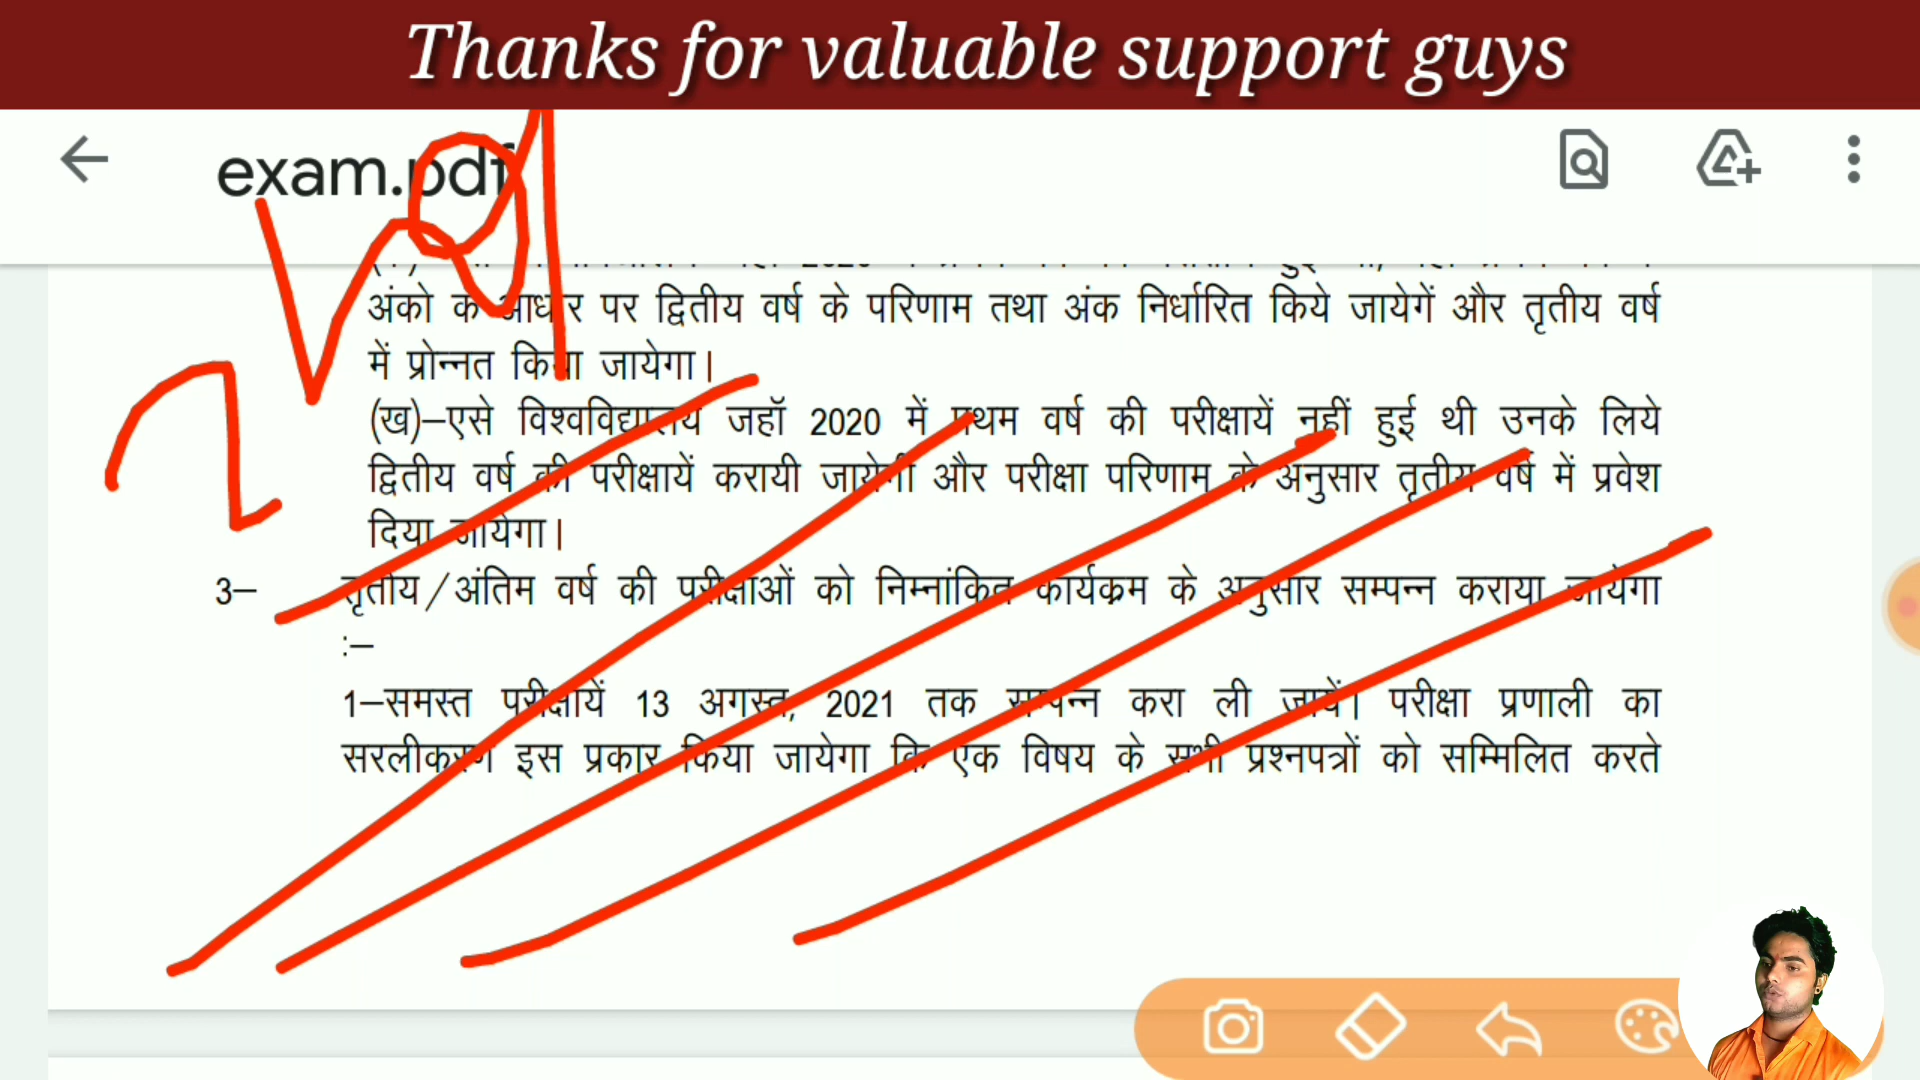 Thanks for valuable support guys
exam.pdf
अंको के आधार पर द्वितीय वर्ष के परिणाम तथा अंक निर्धारित किये जायेगें और तृतीय वर्ष
में प्रोन्नत किया जायेगा।
(ख)–एसे विश्वविद्यालय जहॉ 2020 में प्रथम वर्ष की परीक्षायें नहीं हुई थी उनके लिये
द्वितीय वर्ष की परीक्षायें करायी जायेगी और परीक्षा परिणाम के अनुसार तृतीय वर्ष में प्रवेश
दिया जायेगा।
3– तृतीय/अंतिम वर्ष की परीक्षाओं को निम्नांकित कार्यक्रम के अनुसार सम्पन्न कराया जायेगा
:–
1–समस्त परीक्षायें 13 अगस्त, 2021 तक सम्पन्न करा ली जायें। परीक्षा प्रणाली का
सरलीकरण इस प्रकार किया जायेगा कि एक विषय के सभी प्रश्नपत्रों को सम्मिलित करते